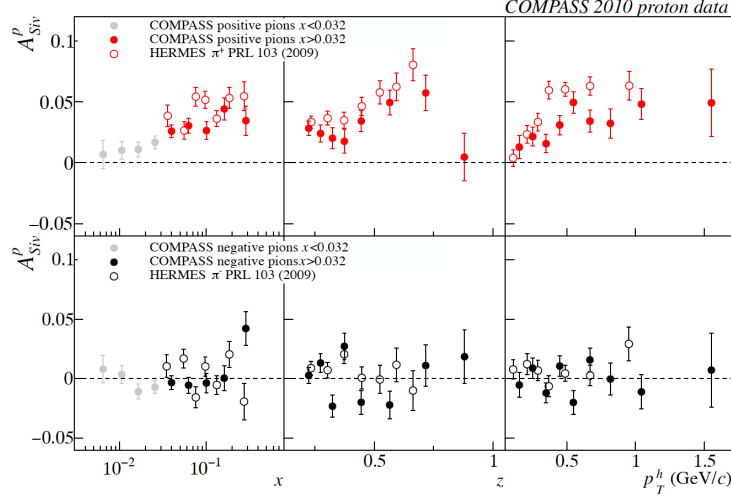 COMPASS 2010 proton data
A^p_Siv
0.1
0.05
0
−0.05
COMPASS positive pions x<0.032
COMPASS positive pions x>0.032
HERMES π⁺ PRL 103 (2009)
A^p_Siv
0.1
0.05
0
−0.05
COMPASS negative pions x<0.032
COMPASS negative pions x>0.032
HERMES π⁻ PRL 103 (2009)
10⁻² 10⁻¹ x
0.5 1 z
0.5 1 1.5
p_T^h (GeV/c)